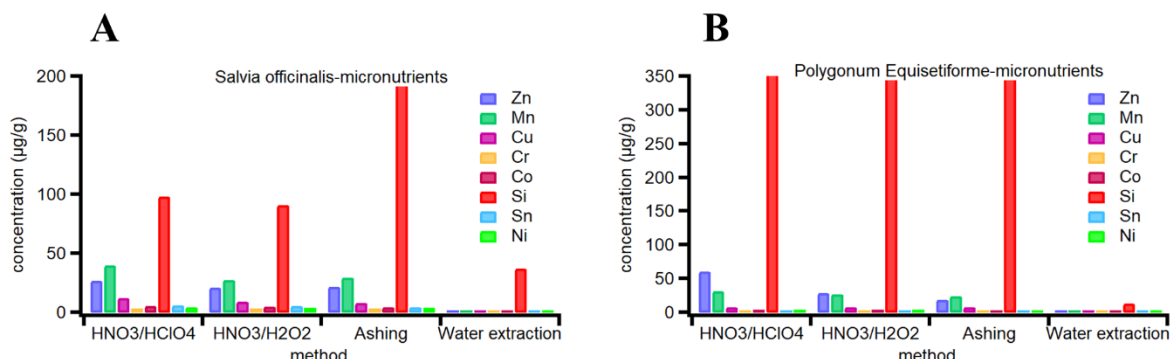 A
Salvia officinalis-micronutrients
concentration (µg/g)
200
150
100
50
0
Zn
Mn
Cu
Cr
Co
Si
Sn
Ni
HNO3/HClO4 HNO3/H2O2 Ashing Water extraction
method
B
Polygonum Equisetiforme-micronutrients
concentration (µg/g)
350
300
250
200
150
100
50
0
Zn
Mn
Cu
Cr
Co
Si
Sn
Ni
HNO3/HClO4 HNO3/H2O2 Ashing Water extraction
method